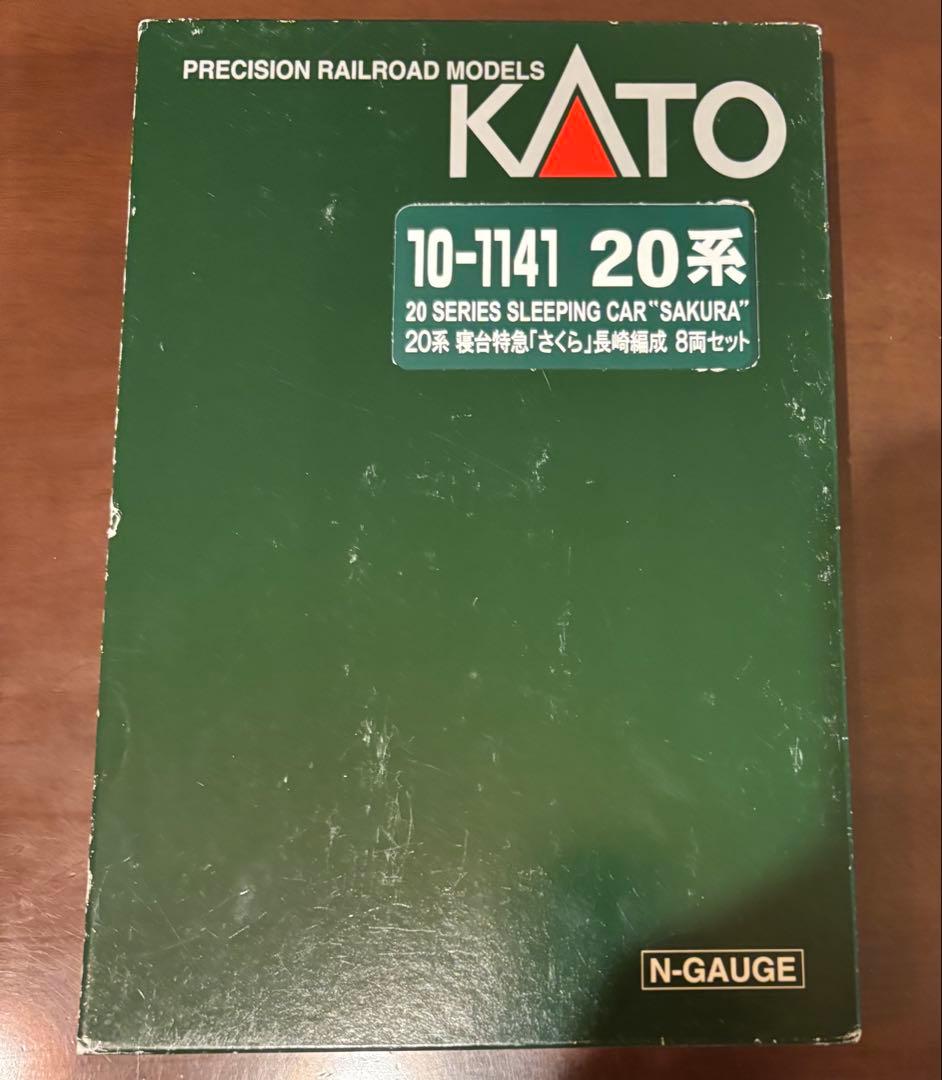 PRECISION RAILROAD MODELS
KATO
10-1141 20系
20 SERIES SLEEPING CAR "SAKURA"
20系 寝台特急「さくら」長崎編成 8両セット
N-GAUGE